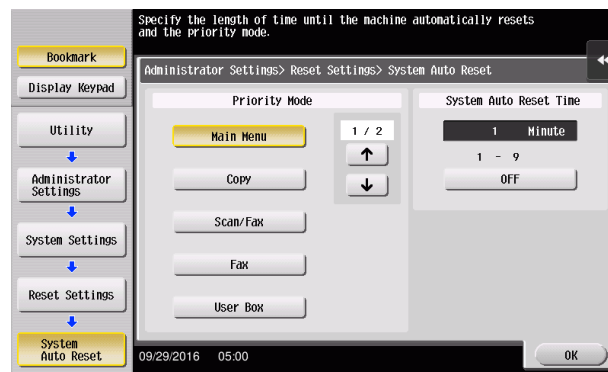 Specify the length of time until the machine automatically resets
and the priority mode.
Bookmark
Display Keypad
Utility
Administrator
Settings
System Settings
Reset Settings
System
Auto Reset
Administrator Settings> Reset Settings> System Auto Reset
Priority Mode
Main Menu
Copy
Scan/Fax
Fax
User Box
1 / 2
↑
↓
System Auto Reset Time
1 Minute
1 - 9
OFF
09/29/2016 05:00
OK